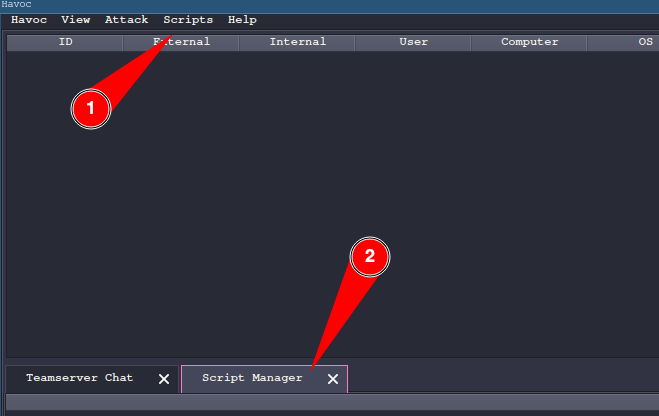 Havoc
Havoc View Attack Scripts Help
ID External Internal User Computer OS
1
2
Teamserver Chat Script Manager